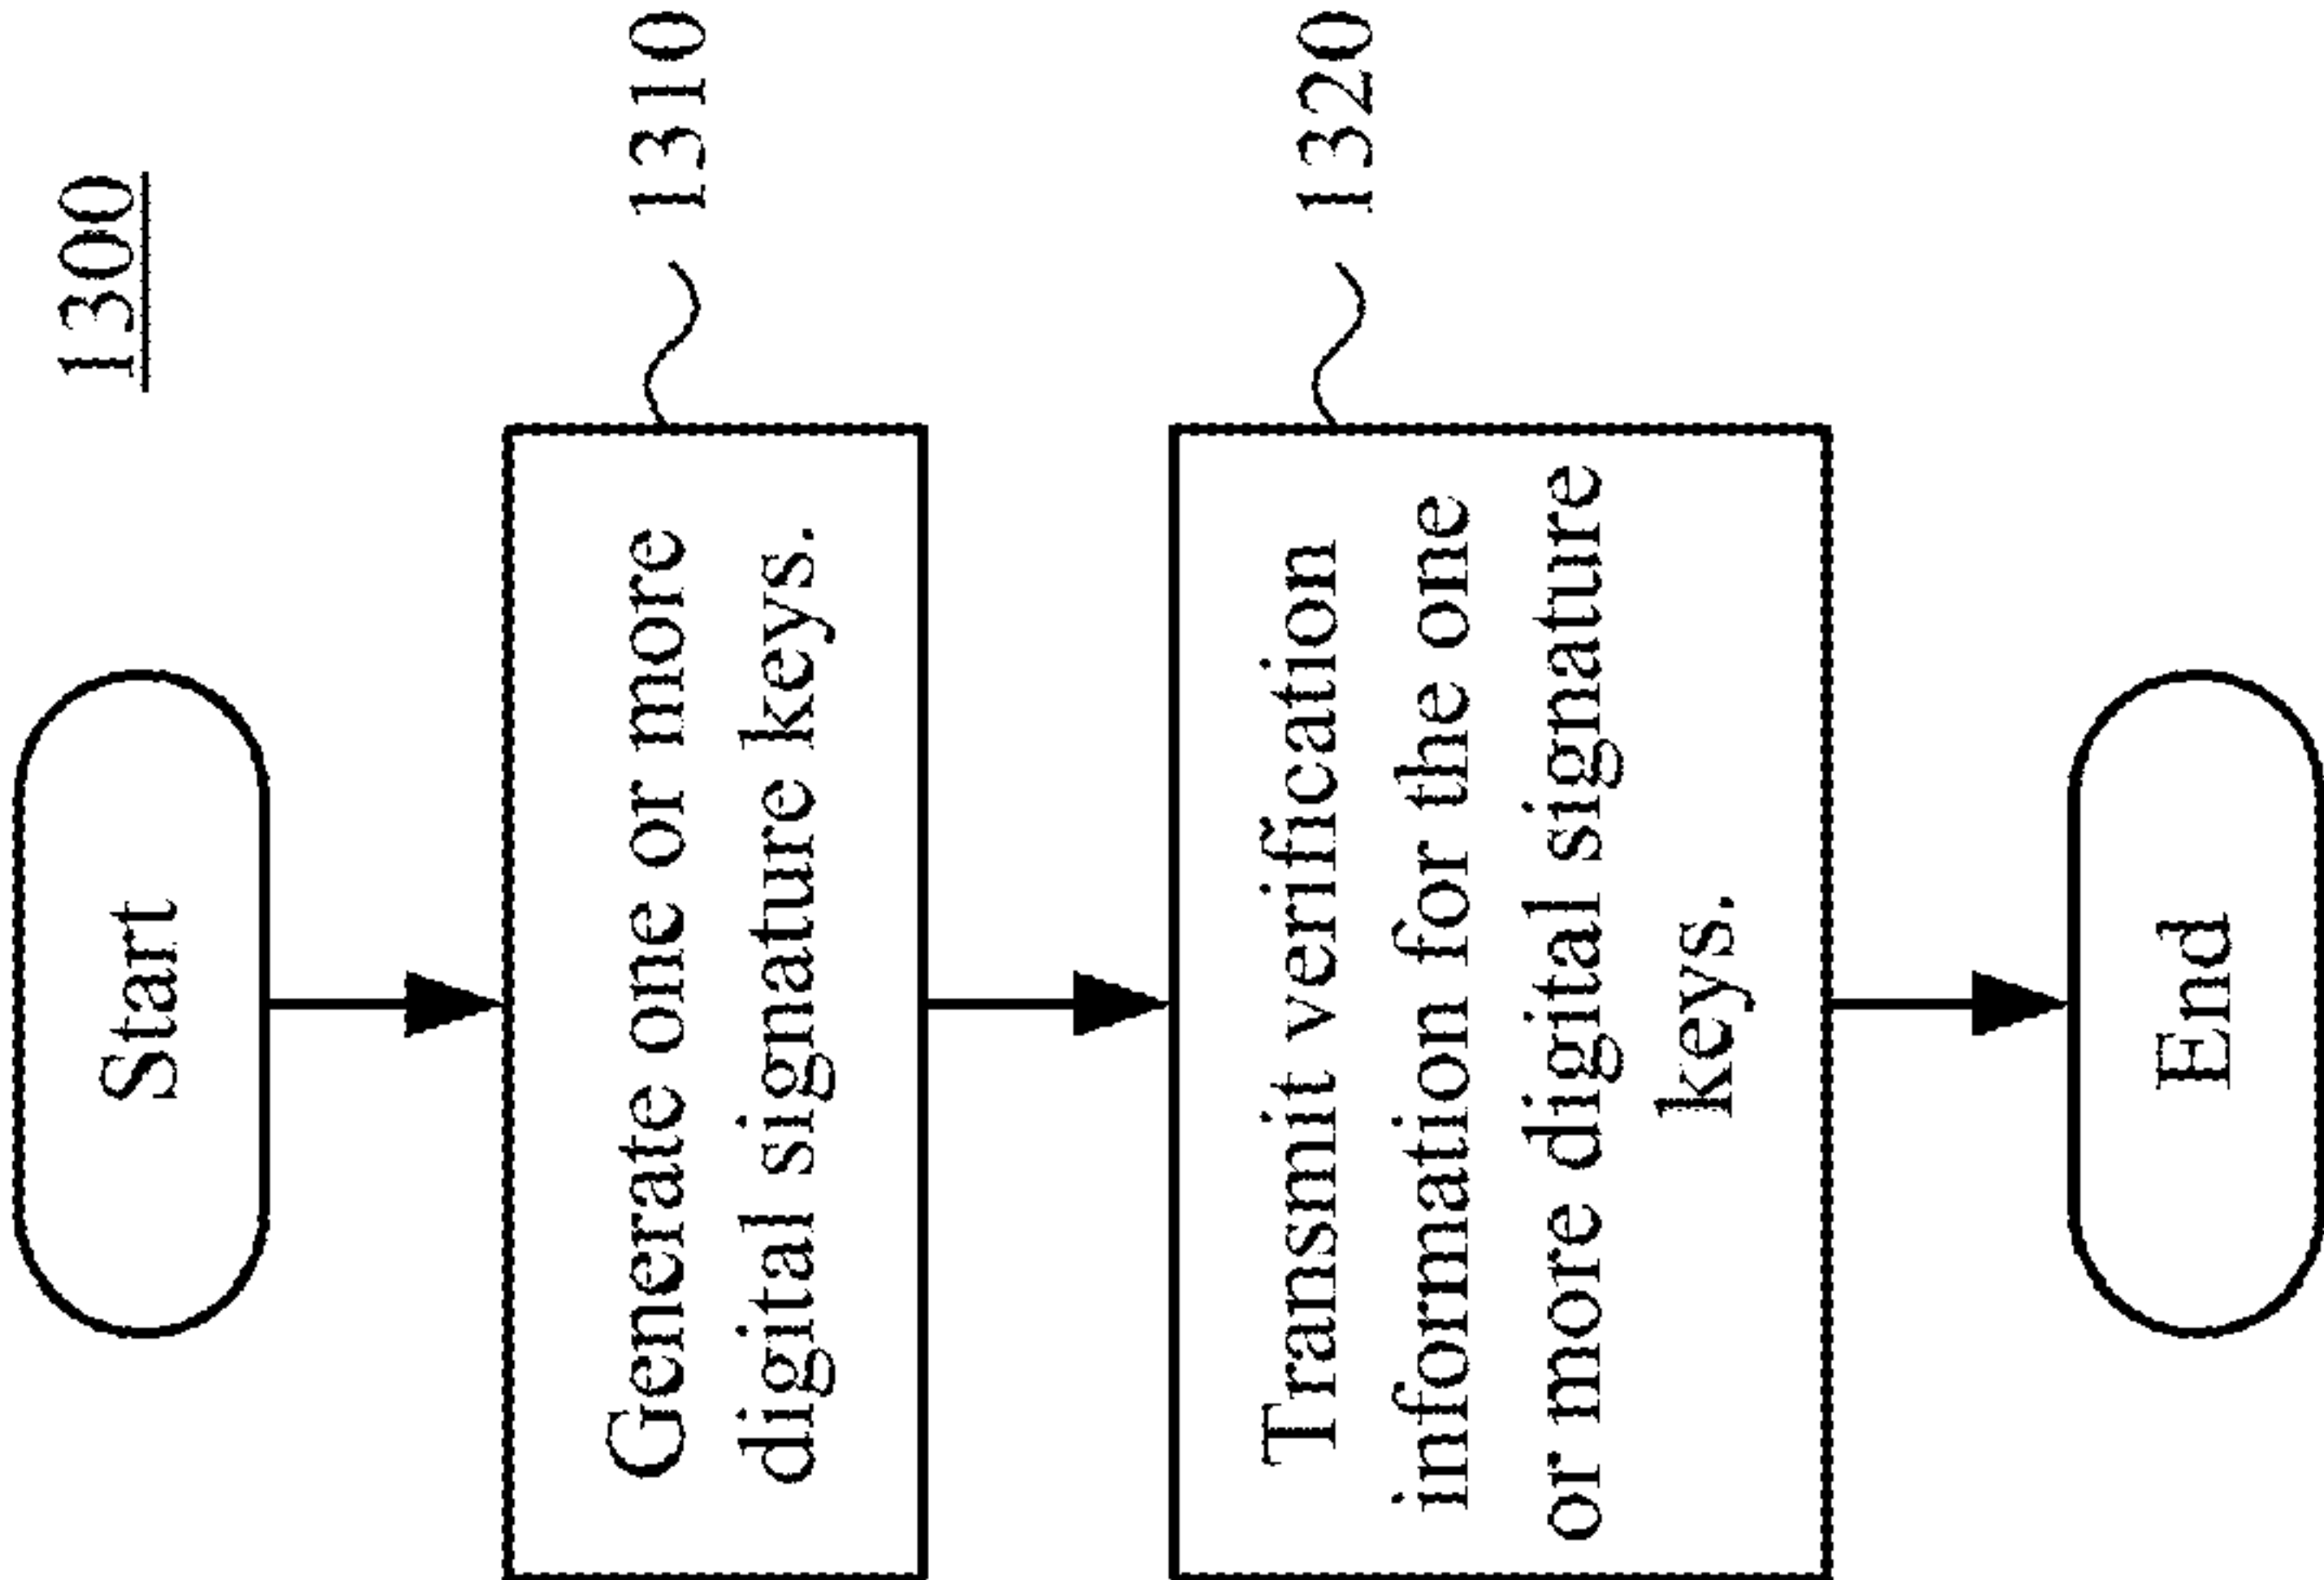 1300
Start
Generate one or more
digital signature keys.
1310
Transmit verification
information for the one
or more digital signature
keys.
1320
End